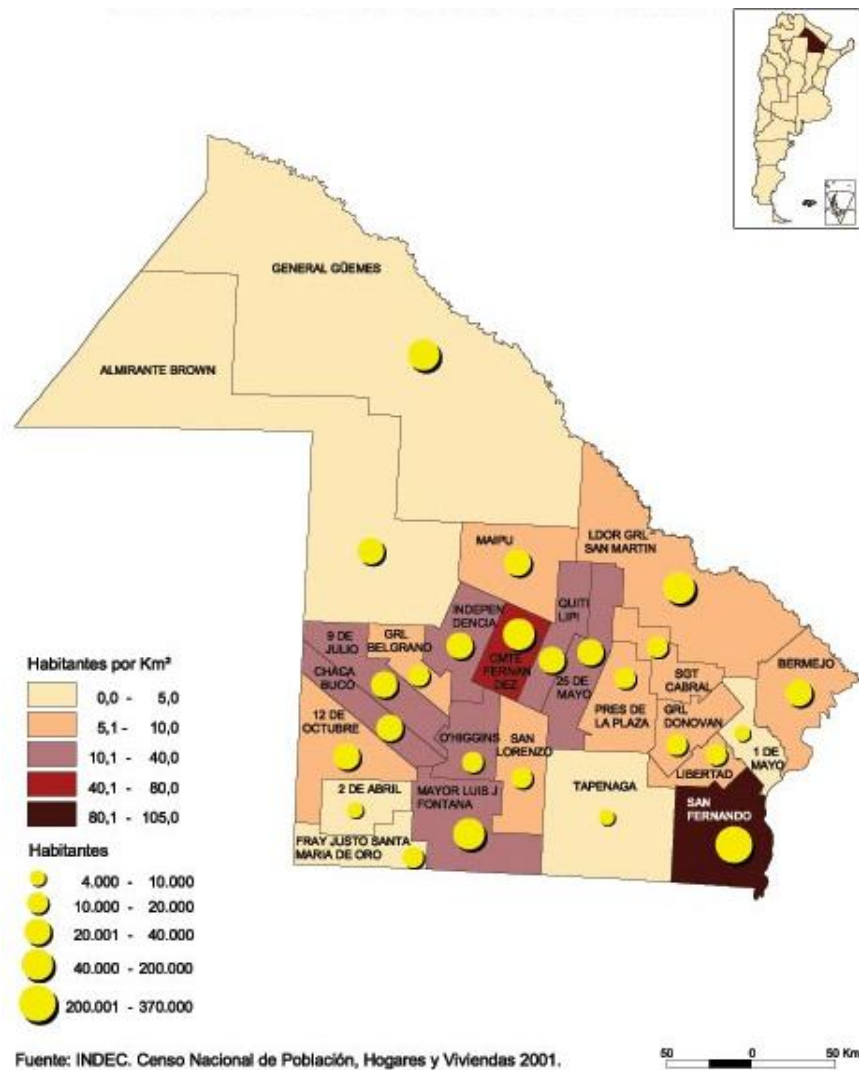 GENERAL GÜEMES
ALMIRANTE BROWN
MAIPU
LDOR GRL
SAN MARTIN
INDEPEN
DENCIA
QUITI
LIPI
9 DE
JULIO
GRL
BELGRANO
CMTE
FERNAN
DEZ
25 DE
MAYO
BERMEJO
CHACA
BUCO
SGT
CABRAL
12 DE
OCTUBRE
PRES DE
LA PLAZA
GRL
DONOVAN
O'HIGGINS
SAN
LORENZO
1 DE
MAYO
LIBERTAD
2 DE ABRIL
MAYOR LUIS J
FONTANA
TAPENAGA
SAN
FERNANDO
FRAY JUSTO SANTA
MARIA DE ORO
Habitantes por Km²
0,0 - 5,0
5,1 - 10,0
10,1 - 40,0
40,1 - 80,0
80,1 - 105,0
Habitantes
4.000 - 10.000
10.000 - 20.000
20.001 - 40.000
40.000 - 200.000
200.001 - 370.000
Fuente: INDEC. Censo Nacional de Población, Hogares y Viviendas 2001.
50 0 50 Km